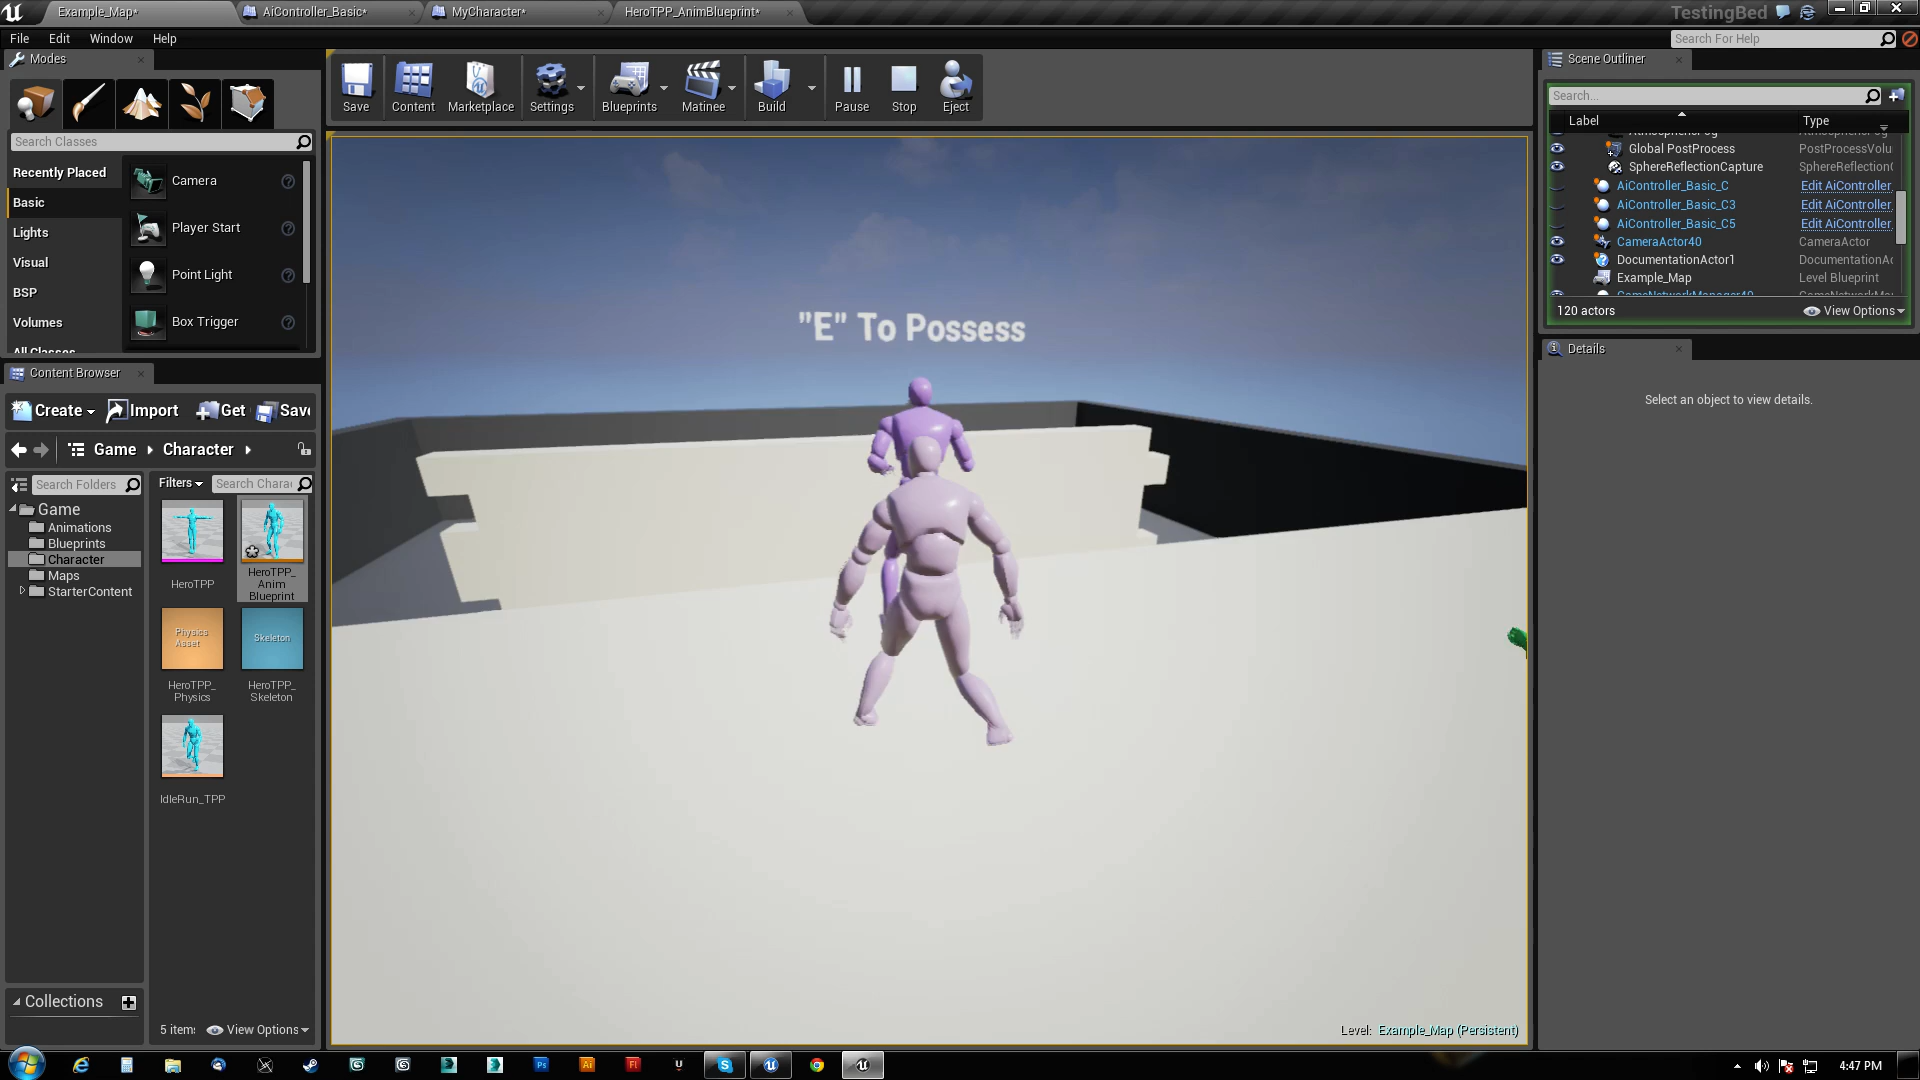 Example_Map*
AiController_Basic*
MyCharacter*
HeroTPP_AnimBlueprint*
TestingBed
File Edit Window Help
Search For Help
Modes
Search Classes
Recently Placed
Basic
Lights
Visual
BSP
Volumes
All Classes
Camera
Player Start
Point Light
Box Trigger
Save
Content
Marketplace
Settings
Blueprints
Matinee
Build
Pause
Stop
Eject
Content Browser
Create
Import
Get
Save
Game
Character
Search Folders
Game
Animations
Blueprints
Character
Maps
StarterContent
Filters
Search Charac
HeroTPP
HeroTPP_
Anim
Blueprint
Physics
Asset
HeroTPP_
Physics
Skeleton
HeroTPP_
Skeleton
IdleRun_TPP
Collections
5 item
View Options
"E" To Possess
Level: Example_Map (Persistent)
Scene Outliner
Search...
Label Type
Global PostProcess PostProcessVolu
SphereReflectionCapture SphereReflection
AiController_Basic_C Edit AiController
AiController_Basic_C3 Edit AiController
AiController_Basic_C5 Edit AiController
CameraActor40 CameraActor
DocumentationActor1 DocumentationAc
Example_Map Level Blueprint
120 actors
View Options
Details
Select an object to view details.
Ps
Ai
Fl
4:47 PM